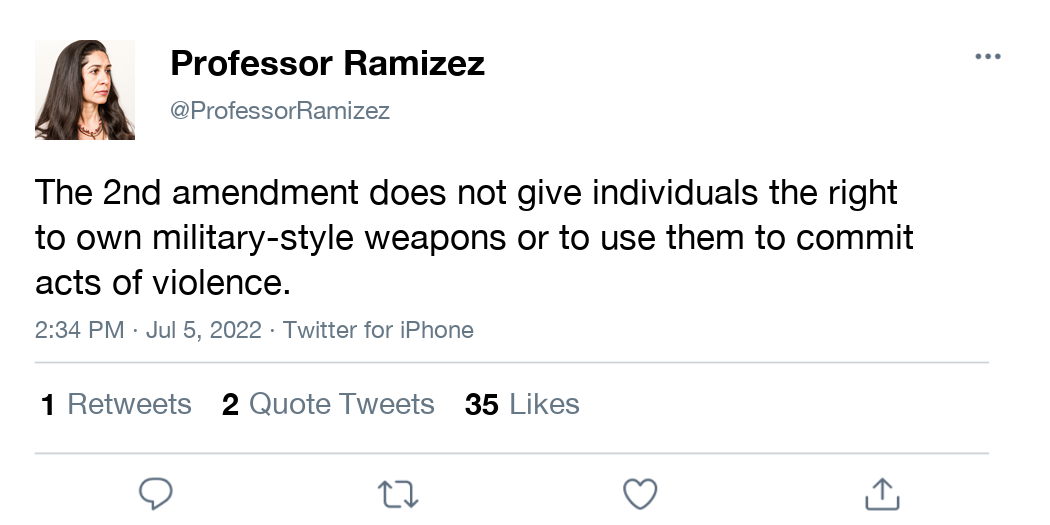 Professor Ramizez
@ProfessorRamizez
The 2nd amendment does not give individuals the right
to own military-style weapons or to use them to commit
acts of violence.
2:34 PM · Jul 5, 2022 · Twitter for iPhone
1 Retweets 2 Quote Tweets 35 Likes